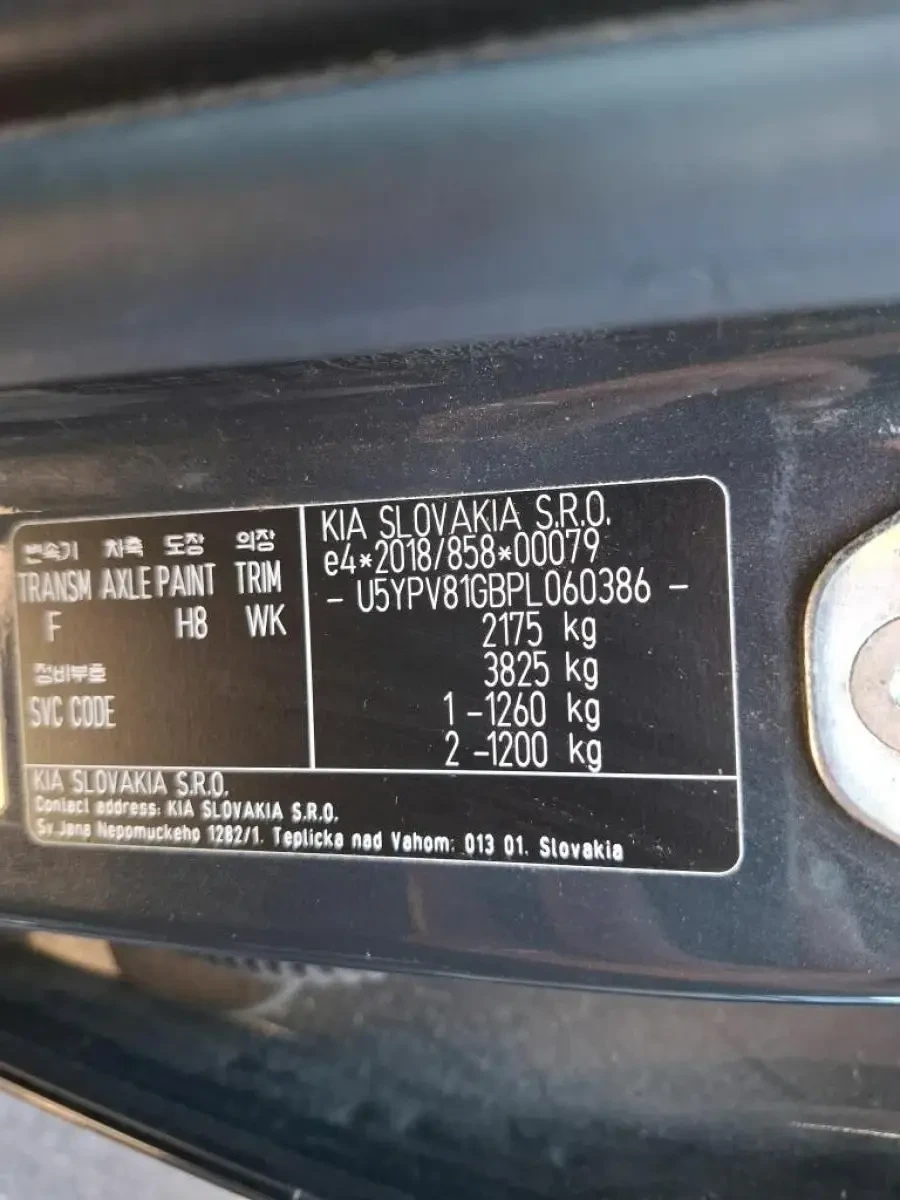 변속기 차축 도장 의장
TRANSM AXLE PAINT TRIM
F H8 WK
정비부호
SVC CODE
KIA SLOVAKIA S.R.O.
e4*2018/858*00079
- U5YPV81GBPL060386 -
2175 kg
3825 kg
1 -1260 kg
2 -1200 kg
KIA SLOVAKIA S.R.O.
Contact address: KIA SLOVAKIA S.R.O.
Sv Jana Nepomuckeho 1282/1. Teplicka nad Vahom: 013 01. Slovakia